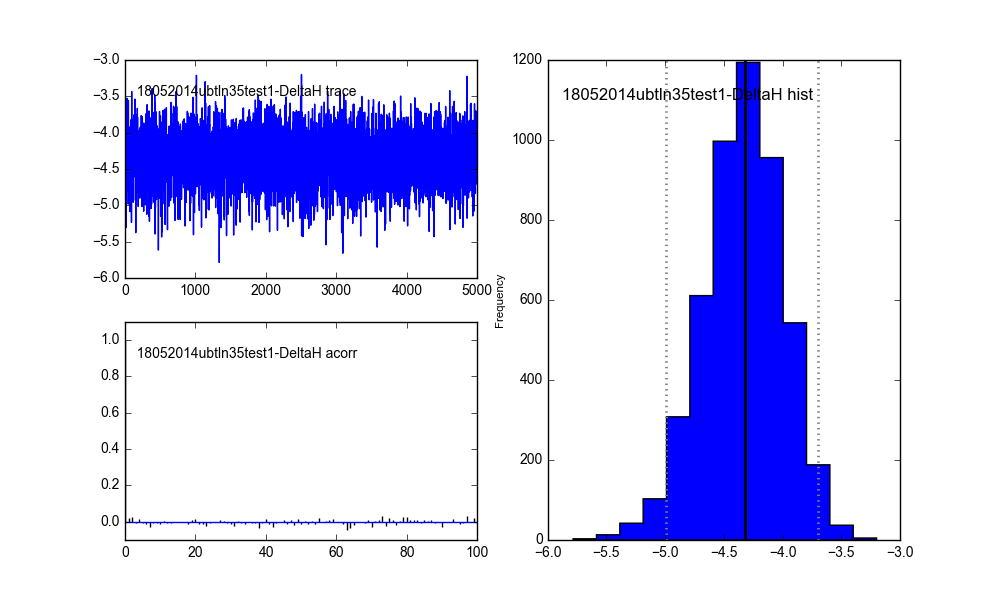 −3.0
18052014ubtln35test1-DeltaH trace
−3.5
−4.0
−4.5
−5.0
−5.5
−6.0
0 1000 2000 3000 4000 5000
1.0
18052014ubtln35test1-DeltaH acorr
0.8
0.6
0.4
0.2
0.0
0 20 40 60 80 100
1200
18052014ubtln35test1-DeltaH hist
1000
800
Frequency
600
400
200
0
−6.0 −5.5 −5.0 −4.5 −4.0 −3.5 −3.0